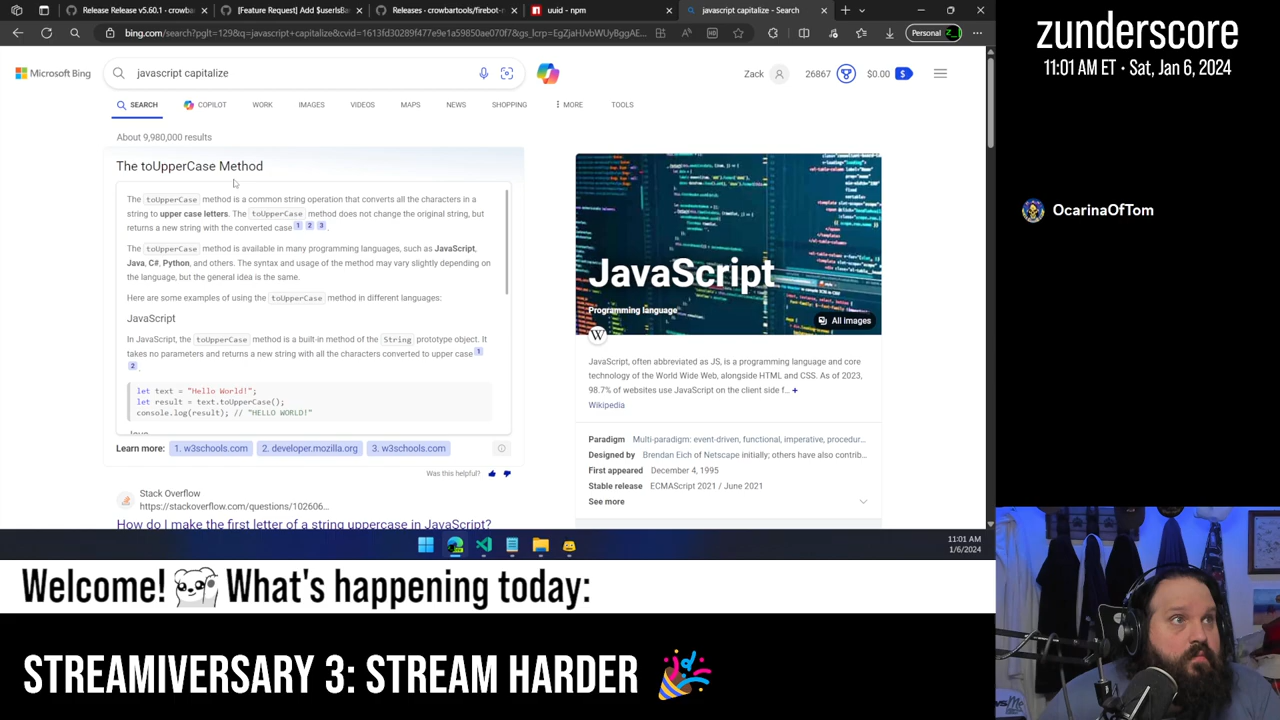 Release Release v5.60.1 · crowba
[Feature Request] Add $userIsBa
Releases · crowbartools/firebot-m
uuid - npm
javascript capitalize - Search
bing.com/search?pglt=129&q=javascript+capitalize&cvid=1613fd30289f477e9e1a59850ae070f7&gs_lcrp=EgZjaHJvbWUyBggAE...
Personal
Microsoft Bing
javascript capitalize
Zack
26867
$0.00
SEARCH
COPILOT
WORK
IMAGES
VIDEOS
MAPS
NEWS
SHOPPING
MORE
TOOLS
About 9,980,000 results
The toUpperCase Method
The toUpperCase method is a common string operation that converts all the characters in a
string to upper case letters. The toUpperCase method does not change the original string, but
returns a new string with the converted case 1 2 3 .
The toUpperCase method is available in many programming languages, such as JavaScript,
Java, C#, Python, and others. The syntax and usage of the method may vary slightly depending on
the language, but the general idea is the same.
Here are some examples of using the toUpperCase method in different languages:
JavaScript
In JavaScript, the toUpperCase method is a built-in method of the String prototype object. It
takes no parameters and returns a new string with all the characters converted to upper case 1
2 .
let text = "Hello World!";
let result = text.toUpperCase();
console.log(result); // "HELLO WORLD!"
Java
Learn more:
1. w3schools.com
2. developer.mozilla.org
3. w3schools.com
Was this helpful?
Stack Overflow
https://stackoverflow.com/questions/102606...
How do I make the first letter of a string uppercase in JavaScript?
JavaScript
Programming language
All images
W
JavaScript, often abbreviated as JS, is a programming language and core
technology of the World Wide Web, alongside HTML and CSS. As of 2023,
98.7% of websites use JavaScript on the client side f... +
Wikipedia
Paradigm Multi-paradigm: event-driven, functional, imperative, procedur...
Designed by Brendan Eich of Netscape initially; others have also contrib...
First appeared December 4, 1995
Stable release ECMAScript 2021 / June 2021
See more
11:01 AM
1/6/2024
zunderscore
11:01 AM ET • Sat, Jan 6, 2024
OcarinaOfTom
Welcome! What's happening today:
STREAMIVERSARY 3: STREAM HARDER